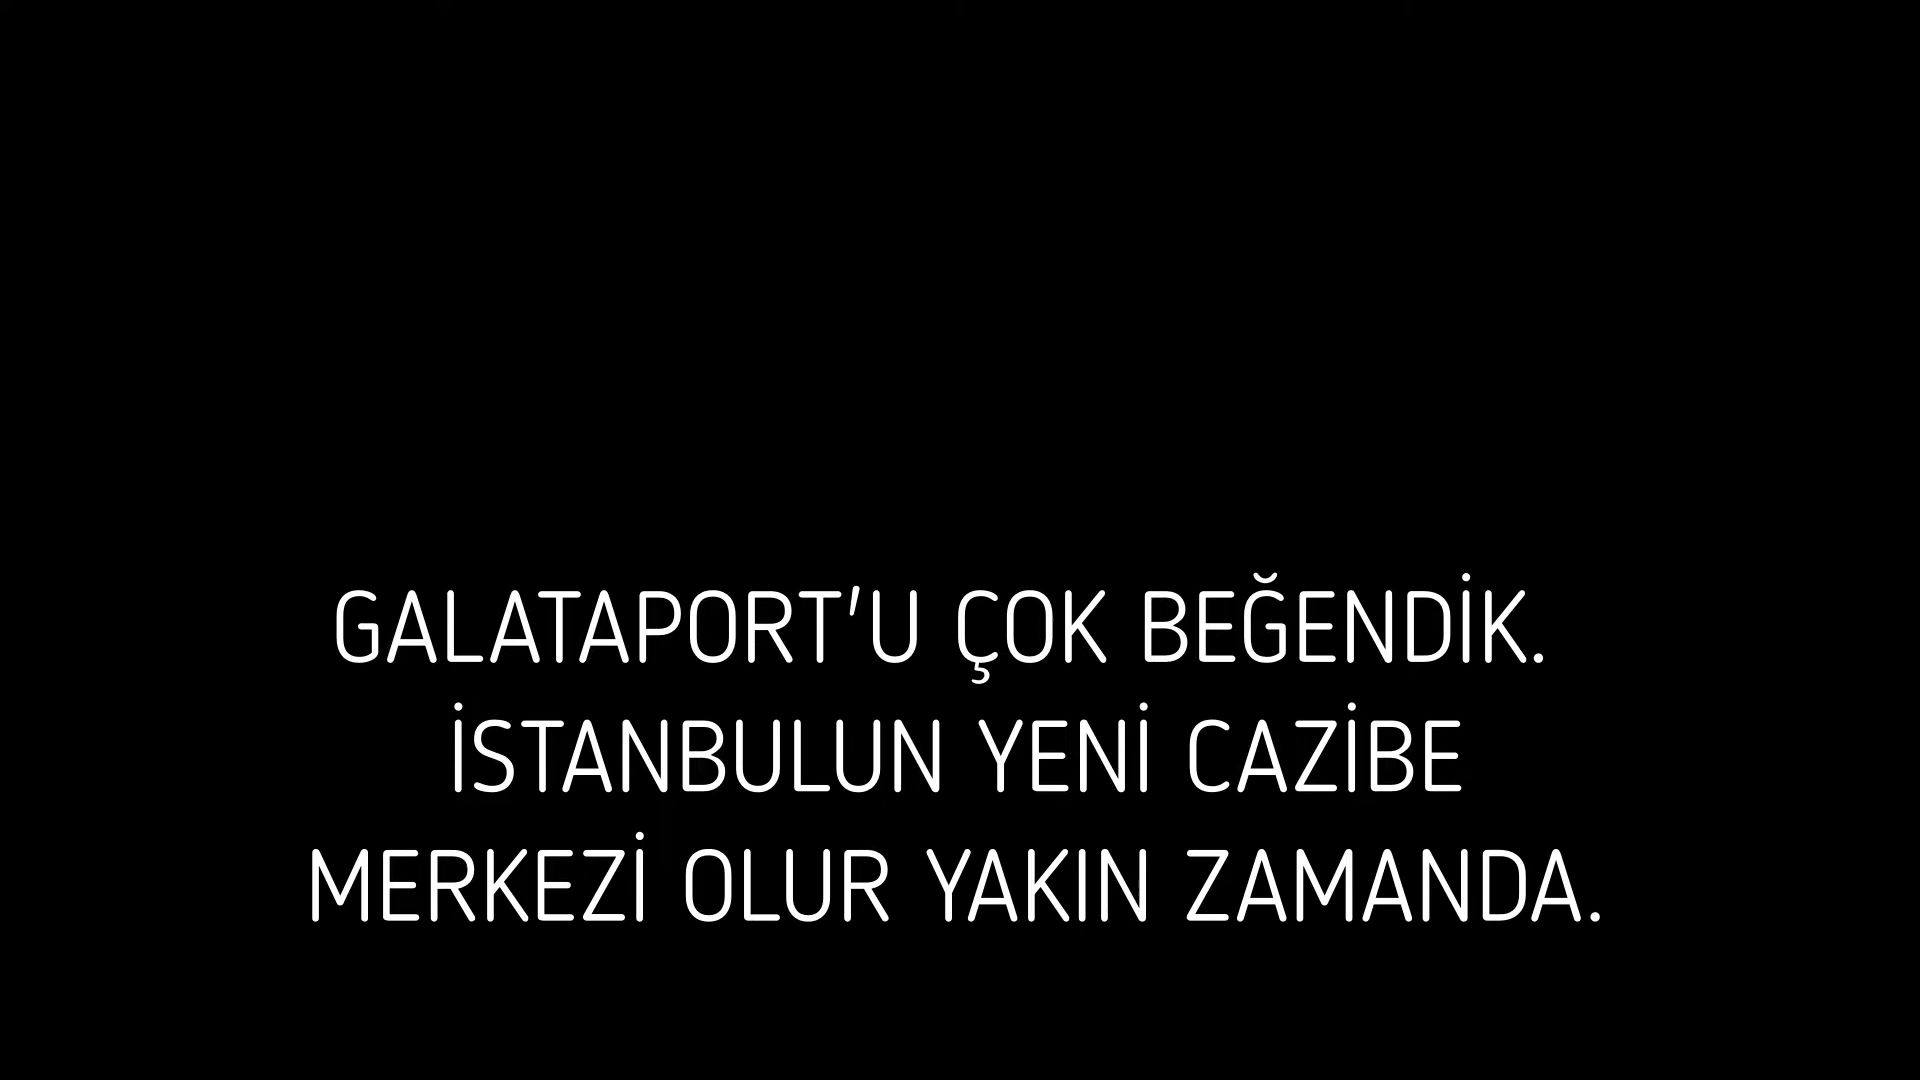 GALATAPORT'U ÇOK BEĞENDİK.
İSTANBULUN YENİ CAZİBE
MERKEZİ OLUR YAKIN ZAMANDA.